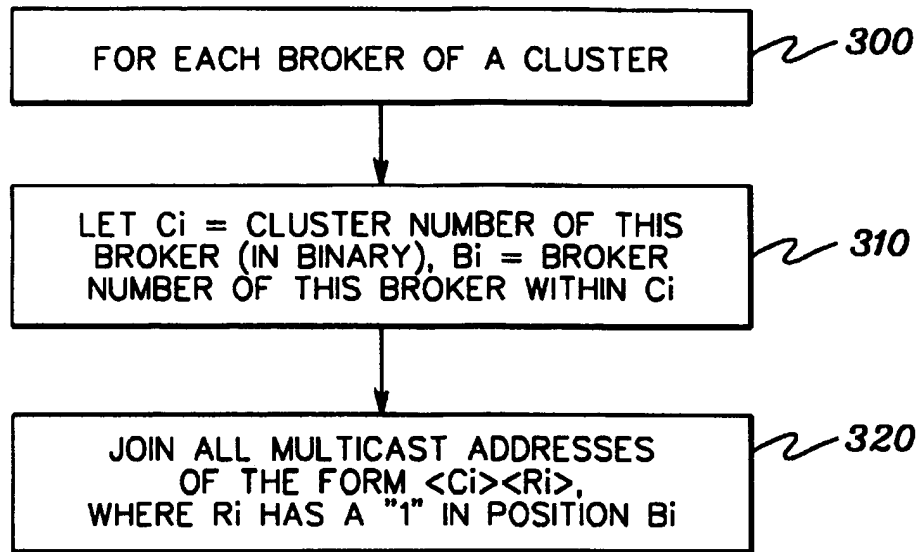 FOR EACH BROKER OF A CLUSTER
300
LET Ci = CLUSTER NUMBER OF THIS
BROKER (IN BINARY), Bi = BROKER
NUMBER OF THIS BROKER WITHIN Ci
310
JOIN ALL MULTICAST ADDRESSES
OF THE FORM <Ci><Ri>,
WHERE Ri HAS A "1" IN POSITION Bi
320